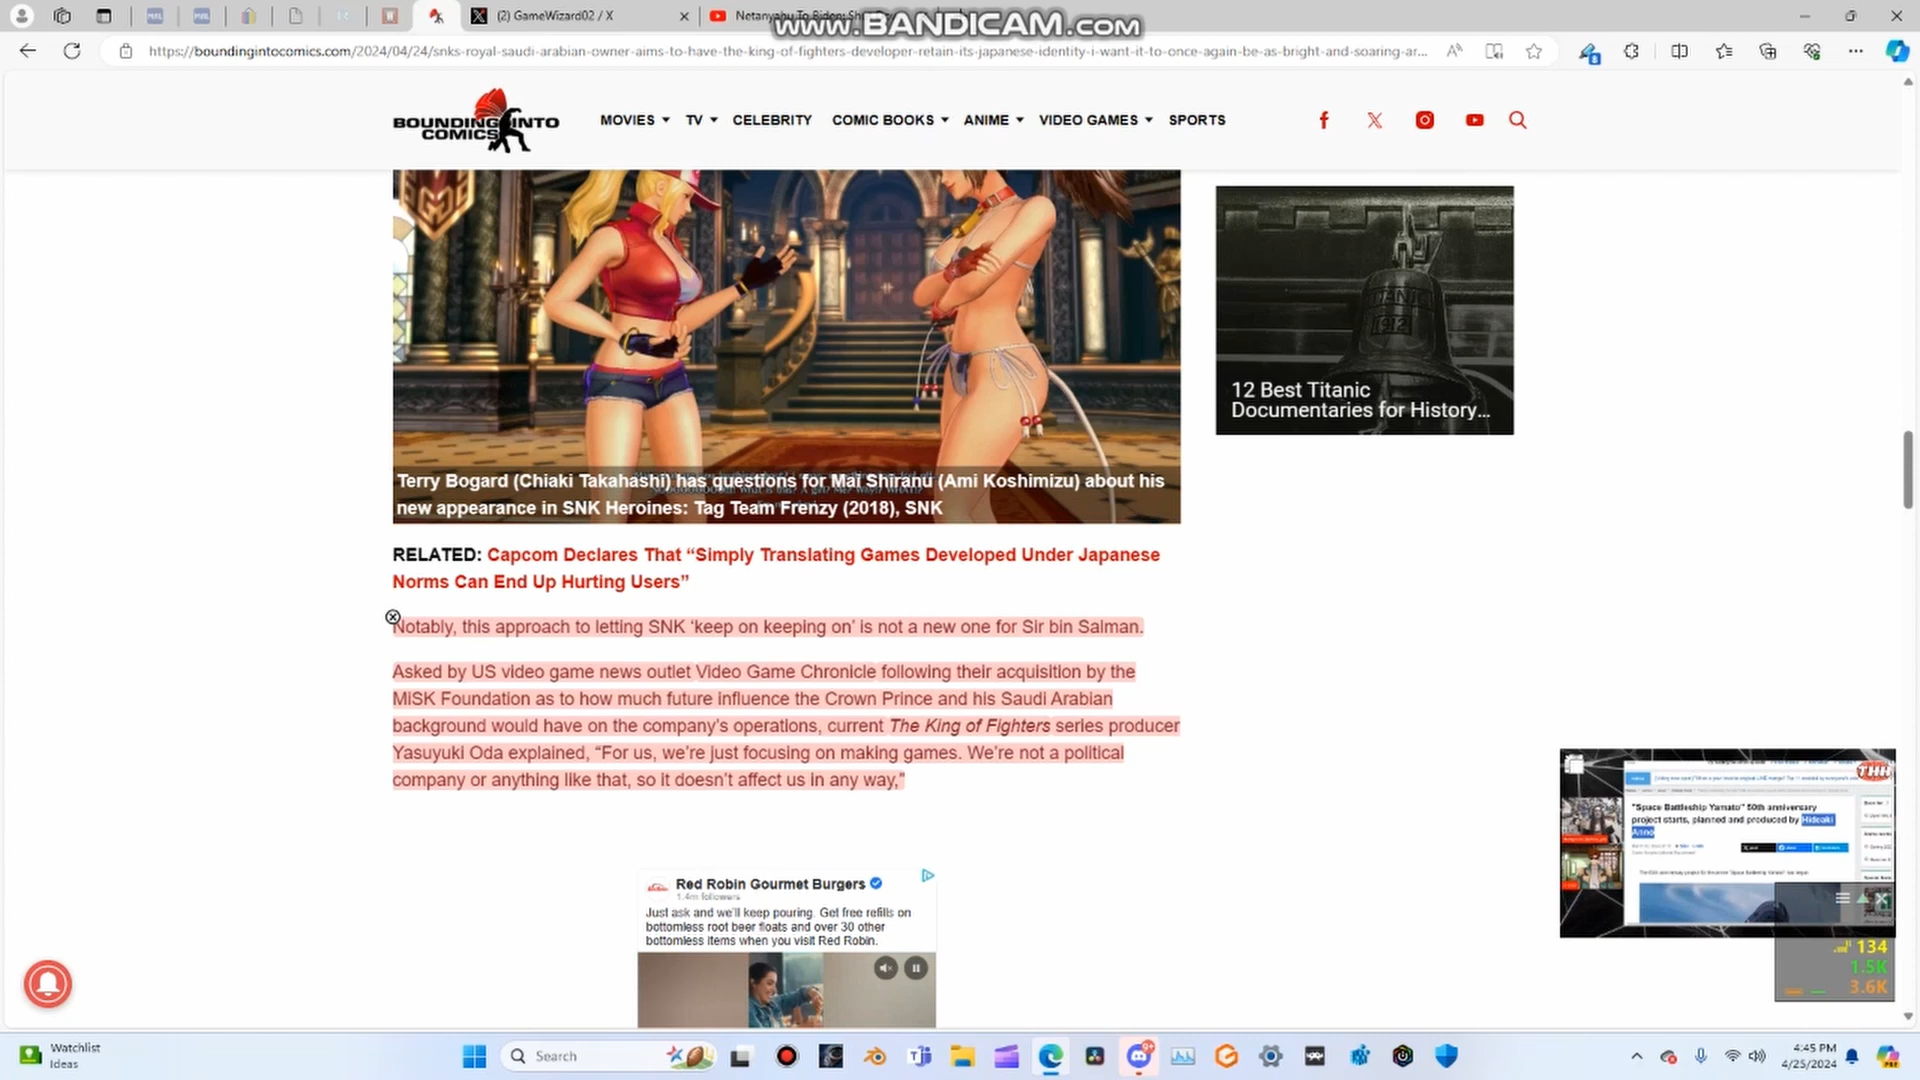 (2) GameWizard02 / X
Netanyahu To Biden:
www.BANDICAM.com
https://boundingintocomics.com/2024/04/24/snks-royal-saudi-arabian-owner-aims-to-have-the-king-of-fighters-developer-retain-its-japanese-identity-i-want-it-to-once-again-be-as-bright-and-soaring-ar...
BOUNDING INTO
COMICS
MOVIES TV CELEBRITY COMIC BOOKS ANIME VIDEO GAMES SPORTS
TITANIC
1912
12 Best Titanic
Documentaries for History...
Terry Bogard (Chiaki Takahashi) has questions for Mai Shiranu (Ami Koshimizu) about his
new appearance in SNK Heroines: Tag Team Frenzy (2018), SNK
RELATED: Capcom Declares That “Simply Translating Games Developed Under Japanese
Norms Can End Up Hurting Users”
Notably, this approach to letting SNK ‘keep on keeping on’ is not a new one for Sir bin Salman.
Asked by US video game news outlet Video Game Chronicle following their acquisition by the
MiSK Foundation as to how much future influence the Crown Prince and his Saudi Arabian
background would have on the company’s operations, current The King of Fighters series producer
Yasuyuki Oda explained, “For us, we’re just focusing on making games. We’re not a political
company or anything like that, so it doesn’t affect us in any way,”
THH
"Space Battleship Yamato" 50th anniversary
project starts, planned and produced by Hideaki
Anno
Red Robin Gourmet Burgers
1.4m followers
Just ask and we'll keep pouring. Get free refills on
bottomless root beer floats and over 30 other
bottomless items when you visit Red Robin.
134
1.5K
3.6K
Watchlist
Ideas
Search
4:45 PM
4/25/2024